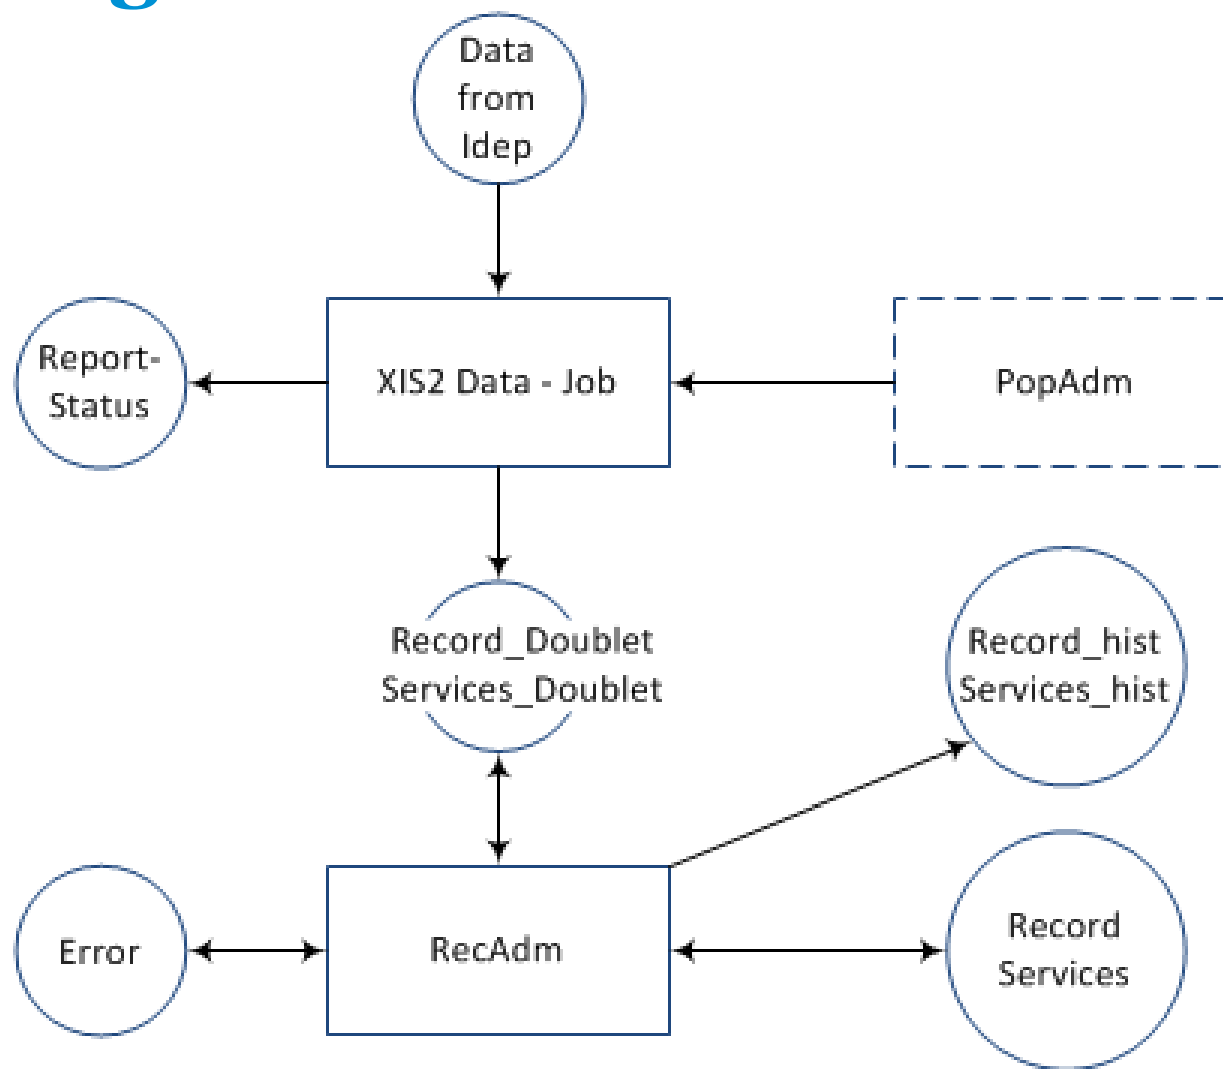 Data
from
Idep
Report-
Status
XIS2 Data - Job
PopAdm
Record_Doublet
Services_Doublet
Record_hist
Services_hist
Error
RecAdm
Record
Services